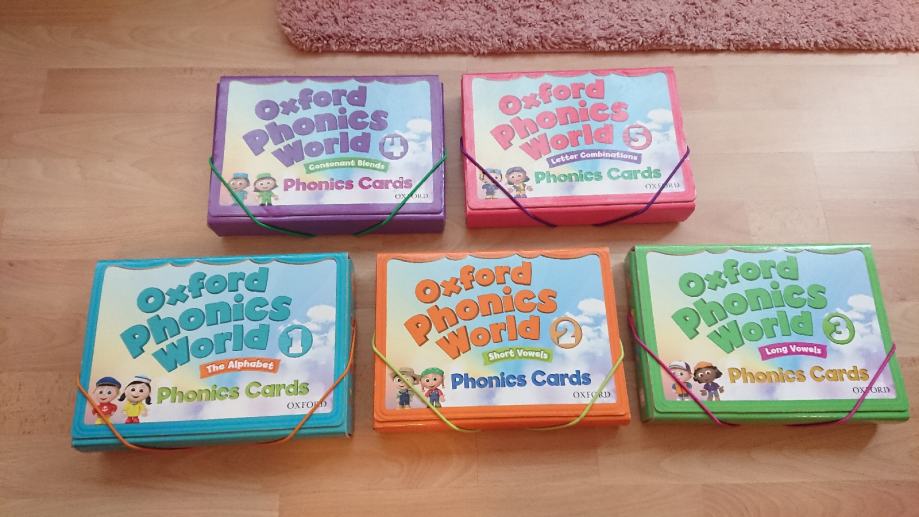 Oxford
Phonics
World 4
Consonant Blends
Phonics Cards
OXFORD
Oxford
Phonics
World 5
Letter Combinations
Phonics Cards
OXFORD
Oxford
Phonics
World 1
The Alphabet
Phonics Cards
OXFORD
Oxford
Phonics
World 2
Short Vowels
Phonics Cards
OXFORD
Oxford
Phonics
World 3
Long Vowels
Phonics Cards
OXFORD